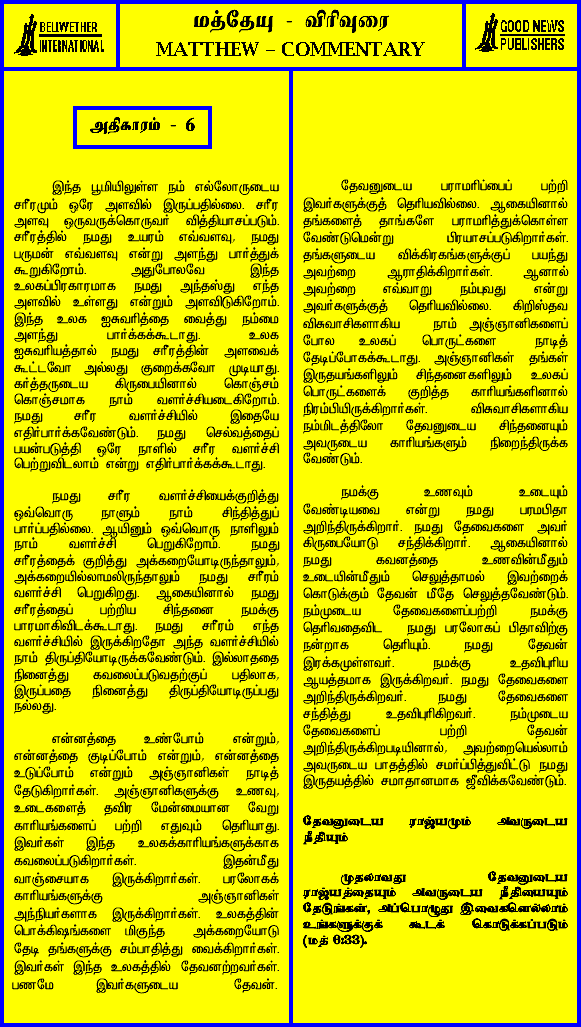 BELIWETHER
INTERNATIONAL
மத்தேயு - விரிவுரை
MATTHEW – COMMENTARY
GOOD NEWS
PUBLISHERS
அதிகாரம் - 6
இந்த பூமியிலுள்ள நம் எல்லோருடைய
சரீரமும் ஒரே அளவில் இருப்பதில்லை. சரீர
அளவு ஒருவருக்கொருவர் வித்தியாசப்படும்.
சரீரத்தில் நமது உயரம் எவ்வளவு, நமது
பருமன் எவ்வளவு என்று அளந்து பார்த்துக்
கூறுகிறோம். அதுபோலவே இந்த
உலகப்பிரகாரமாக நமது அந்தஸ்து எந்த
அளவில் உள்ளது என்றும் அளவிடுகிறோம்.
இந்த உலக ஐசுவரித்தை வைத்து நம்மை
அளந்து பார்க்கக்கூடாது. உலக
ஐசுவரியத்தால் நமது சரீரத்தின் அளவைக்
கூட்டவோ அல்லது குறைக்கவோ முடியாது.
கர்த்தருடைய கிருபையினால் கொஞ்சம்
கொஞ்சமாக நாம் வளர்ச்சியடைகிறோம்.
நமது சரீர வளர்ச்சியில் இதையே
எதிர்பார்க்கவேண்டும். நமது செல்வத்தைப்
பயன்படுத்தி ஒரே நாளில் சரீர வளர்ச்சி
பெற்றுவிடலாம் என்று எதிர்பார்க்கக்கூடாது.
நமது சரீர வளர்ச்சியைக்குறித்து
ஒவ்வொரு நாளும் நாம் சிந்தித்துப்
பார்ப்பதில்லை. ஆயினும் ஒவ்வொரு நாளிலும்
நாம் வளர்ச்சி பெறுகிறோம். நமது
சரீரத்தைக் குறித்து அக்கறையோடிருந்தாலும்,
அக்கறையில்லாமலிருந்தாலும் நமது சரீரம்
வளர்ச்சி பெறுகிறது. ஆகையினால் நமது
சரீரத்தைப் பற்றிய சிந்தனை நமக்கு
பாரமாகிவிடக்கூடாது. நமது சரீரம் எந்த
வளர்ச்சியில் இருக்கிறதோ அந்த வளர்ச்சியில்
நாம் திருப்தியோடிருக்கவேண்டும். இல்லாததை
நினைத்து கவலைப்படுவதற்குப் பதிலாக,
இருப்பதை நினைத்து திருப்தியோடிருப்பது
நல்லது.
என்னத்தை உண்போம் என்றும்,
என்னத்தை குடிப்போம் என்றும், என்னத்தை
உடுப்போம் என்றும் அஞ்ஞானிகள் நாடித்
தேடுகிறார்கள். அஞ்ஞானிகளுக்கு உணவு,
உடைகளைத் தவிர மேன்மையான வேறு
காரியங்களைப் பற்றி எதுவும் தெரியாது.
இவர்கள் இந்த உலகக்காரியங்களுக்காக
கவலைப்படுகிறார்கள். இதன்மீது
வாஞ்சையாக இருக்கிறார்கள். பரலோகக்
காரியங்களுக்கு அஞ்ஞானிகள்
அந்நியர்களாக இருக்கிறார்கள். உலகத்தின்
பொக்கிஷங்களை மிகுந்த அக்கறையோடு
தேடி தங்களுக்கு சம்பாதித்து வைக்கிறார்கள்.
இவர்கள் இந்த உலகத்தில் தேவனற்றவர்கள்.
பணமே இவர்களுடைய தேவன்.
தேவனுடைய பராமரிப்பைப் பற்றி
இவர்களுக்குத் தெரியவில்லை. ஆகையினால்
தங்களைத் தாங்களே பராமரித்துக்கொள்ள
வேண்டுமென்று பிரயாசப்படுகிறார்கள்.
தங்களுடைய விக்கிரகங்களுக்குப் பயந்து
அவற்றை ஆராதிக்கிறார்கள். ஆனால்
அவற்றை எவ்வாறு நம்புவது என்று
அவர்களுக்குத் தெரியவில்லை. கிறிஸ்தவ
விசுவாசிகளாகிய நாம் அஞ்ஞானிகளைப்
போல உலகப் பொருட்களை நாடித்
தேடிப்போகக்கூடாது. அஞ்ஞானிகள் தங்கள்
இருதயங்களிலும் சிந்தனைகளிலும் உலகப்
பொருட்களைக் குறித்த காரியங்களினால்
நிரம்பியிருக்கிறார்கள். விசுவாசிகளாகிய
நம்மிடத்திலோ தேவனுடைய சிந்தனையும்
அவருடைய காரியங்களும் நிறைந்திருக்க
வேண்டும்.
நமக்கு உணவும் உடையும்
வேண்டியவை என்று நமது பரமபிதா
அறிந்திருக்கிறார். நமது தேவைகளை அவர்
கிருபையோடு சந்திக்கிறார். ஆகையினால்
நமது கவனத்தை உணவின்மீதும்
உடையின்மீதும் செலுத்தாமல் இவற்றைக்
கொடுக்கும் தேவன் மீதே செலுத்தவேண்டும்.
நம்முடைய தேவைகளைப்பற்றி நமக்கு
தெரிவதைவிட நமது பரலோகப் பிதாவிற்கு
நன்றாக தெரியும். நமது தேவன்
இரக்கமுள்ளவர். நமக்கு உதவிபுரிய
ஆயத்தமாக இருக்கிறவர். நமது தேவைகளை
அறிந்திருக்கிறவர். நமது தேவைகளை
சந்தித்து உதவிபுரிகிறவர். நம்முடைய
தேவைகளைப் பற்றி தேவன்
அறிந்திருக்கிறபடியினால், அவற்றையெல்லாம்
அவருடைய பாதத்தில் சமர்ப்பித்துவிட்டு நமது
இருதயத்தில் சமாதானமாக ஜீவிக்கவேண்டும்.
தேவனுடைய ராஜ்யமும் அவருடைய
நீதியும்
முதலாவது தேவனுடைய
ராஜ்யத்தையும் அவருடைய நீதியையும்
தேடுங்கள், அப்பொழுது இவைகளெல்லாம்
உங்களுக்குக் கூடக் கொடுக்கப்படும்
(மத் 6:33).